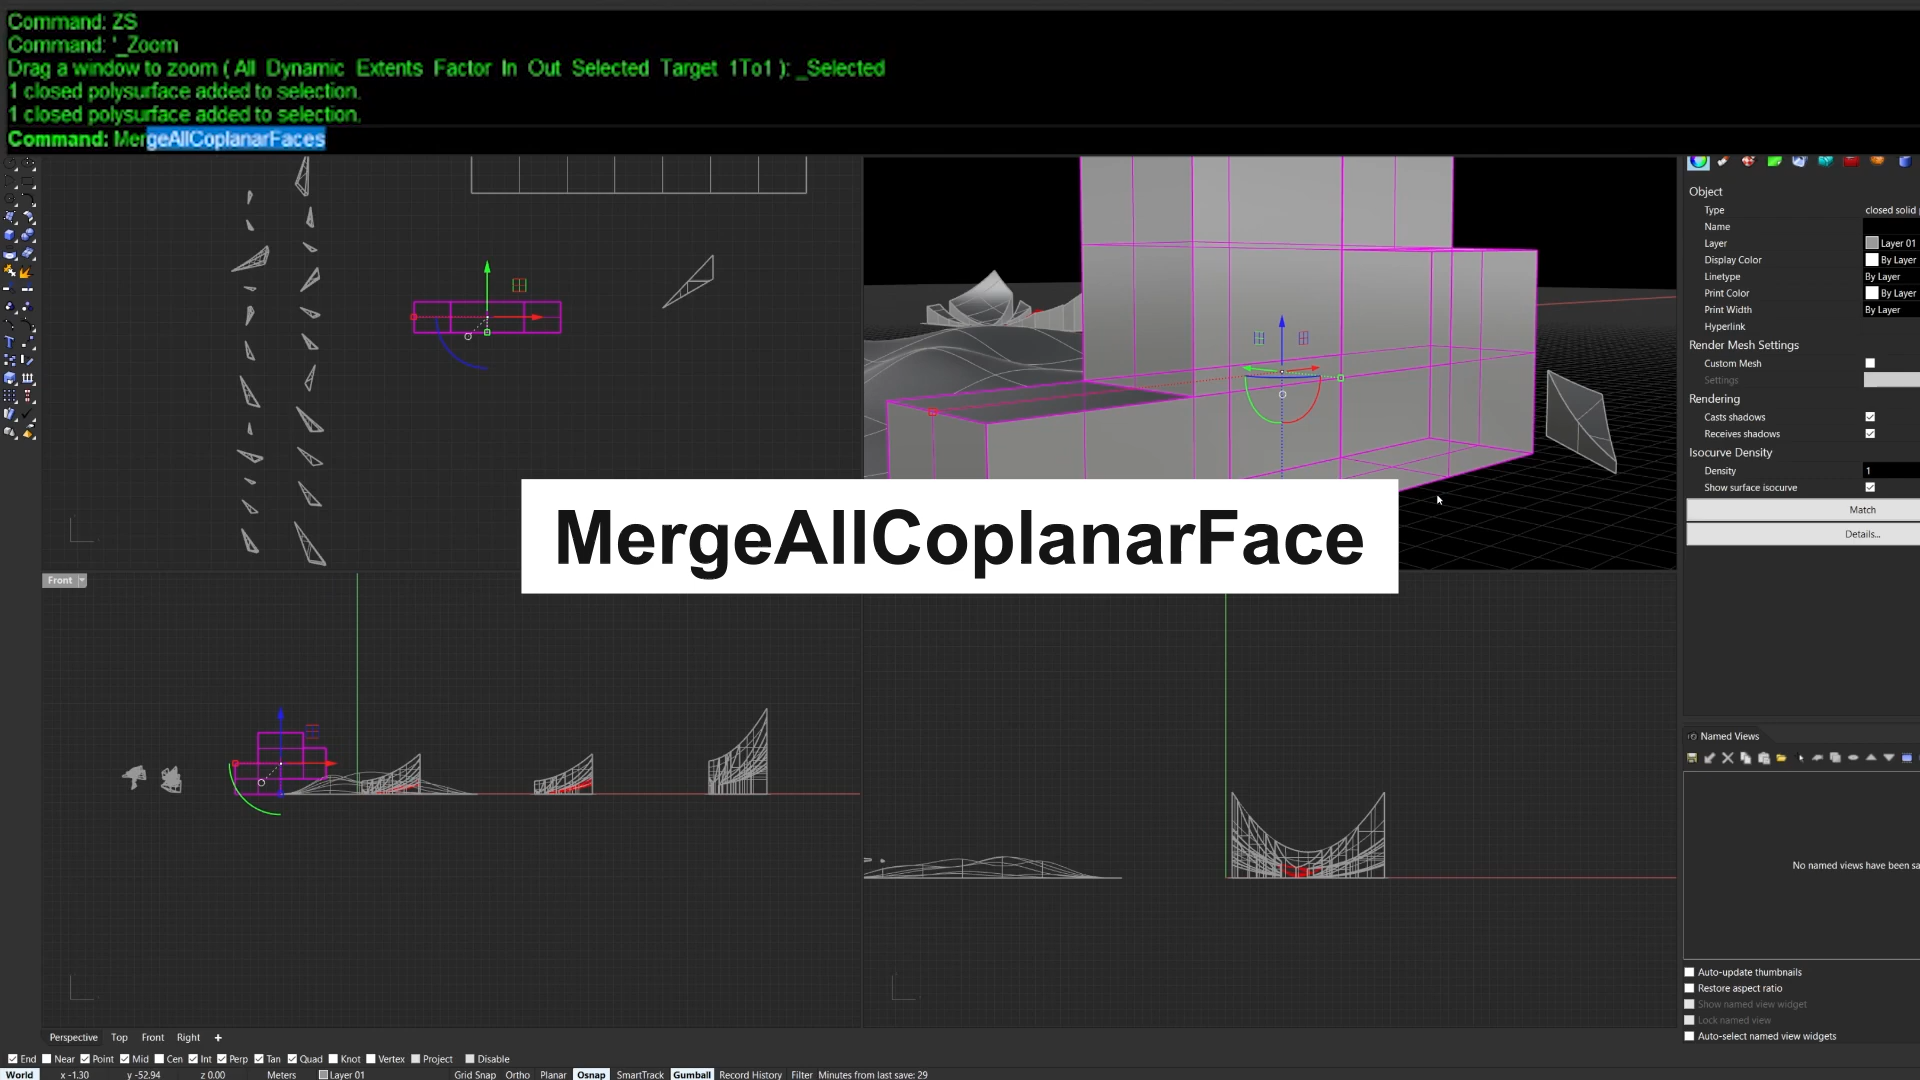 Command: ZS
Command: '_Zoom
Drag a window to zoom ( All Dynamic Extents Factor In Out Selected Target 1To1 ): _Selected
1 closed polysurface added to selection.
1 closed polysurface added to selection.
Command: MergeAllCoplanarFaces
Object
Type closed solid
Name
Layer Layer 01
Display Color By Layer
Linetype By Layer
Print Color By Layer
Print Width By Layer
Hyperlink
Render Mesh Settings
Custom Mesh
Settings
Rendering
Casts shadows
Receives shadows
Isocurve Density
Density 1
Show surface isocurve
Match
Details...
MergeAllCoplanarFace
Front
Named Views
No named views have been sa
Auto-update thumbnails
Restore aspect ratio
Show named view widget
Lock named view
Auto-select named view widgets
Perspective Top Front Right +
End Near Point Mid Cen Int Perp Tan Quad Knot Vertex Project Disable
World x -1.30 y -52.94 z 0.00 Meters Layer 01 Grid Snap Ortho Planar Osnap SmartTrack Gumball Record History Filter Minutes from last save: 29